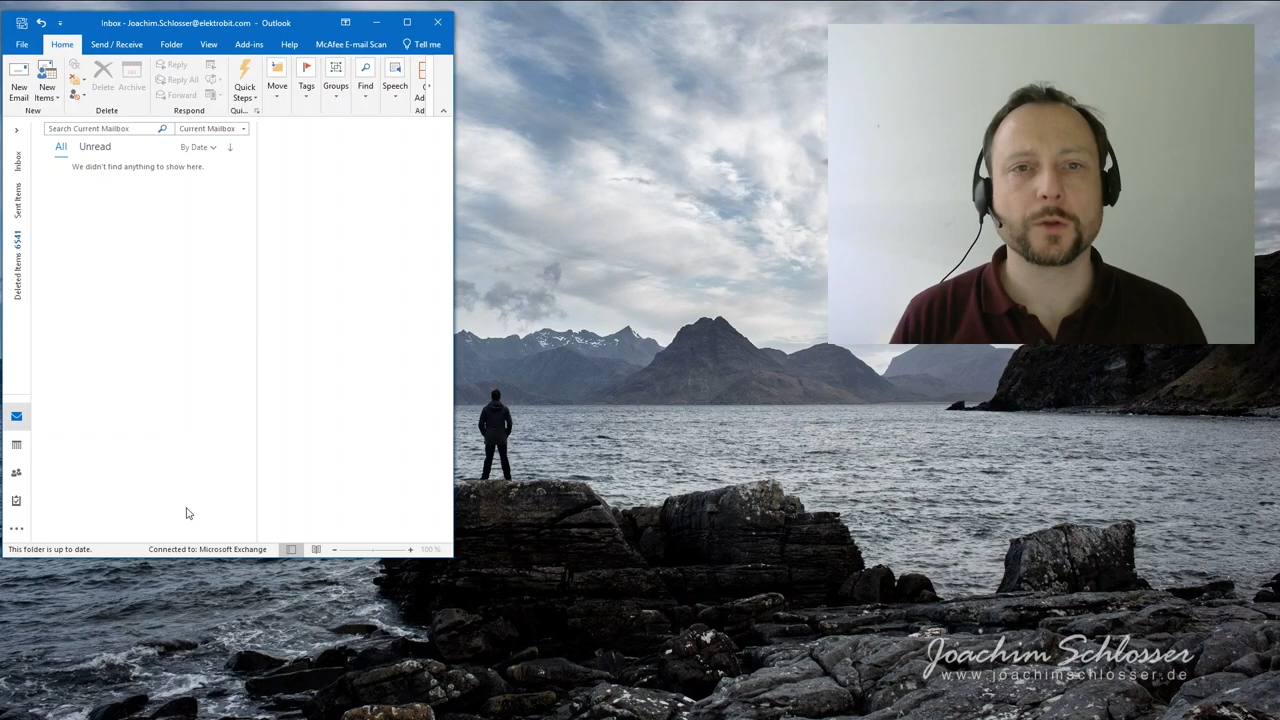 Inbox - Joachim.Schlosser@elektrobit.com - Outlook
File Home Send / Receive Folder View Add-ins Help McAfee E-mail Scan Tell me
New Email
New Items
Delete
Archive
Reply
Reply All
Forward
Quick Steps
Move
Tags
Groups
Find
Speech
New Delete Respond Qui... Ad
Search Current Mailbox Current Mailbox
All Unread By Date
We didn't find anything to show here.
Inbox
Sent Items
Deleted Items 6541
This folder is up to date. Connected to: Microsoft Exchange 100 %
Joachim Schlosser
www.joachimschlosser.de